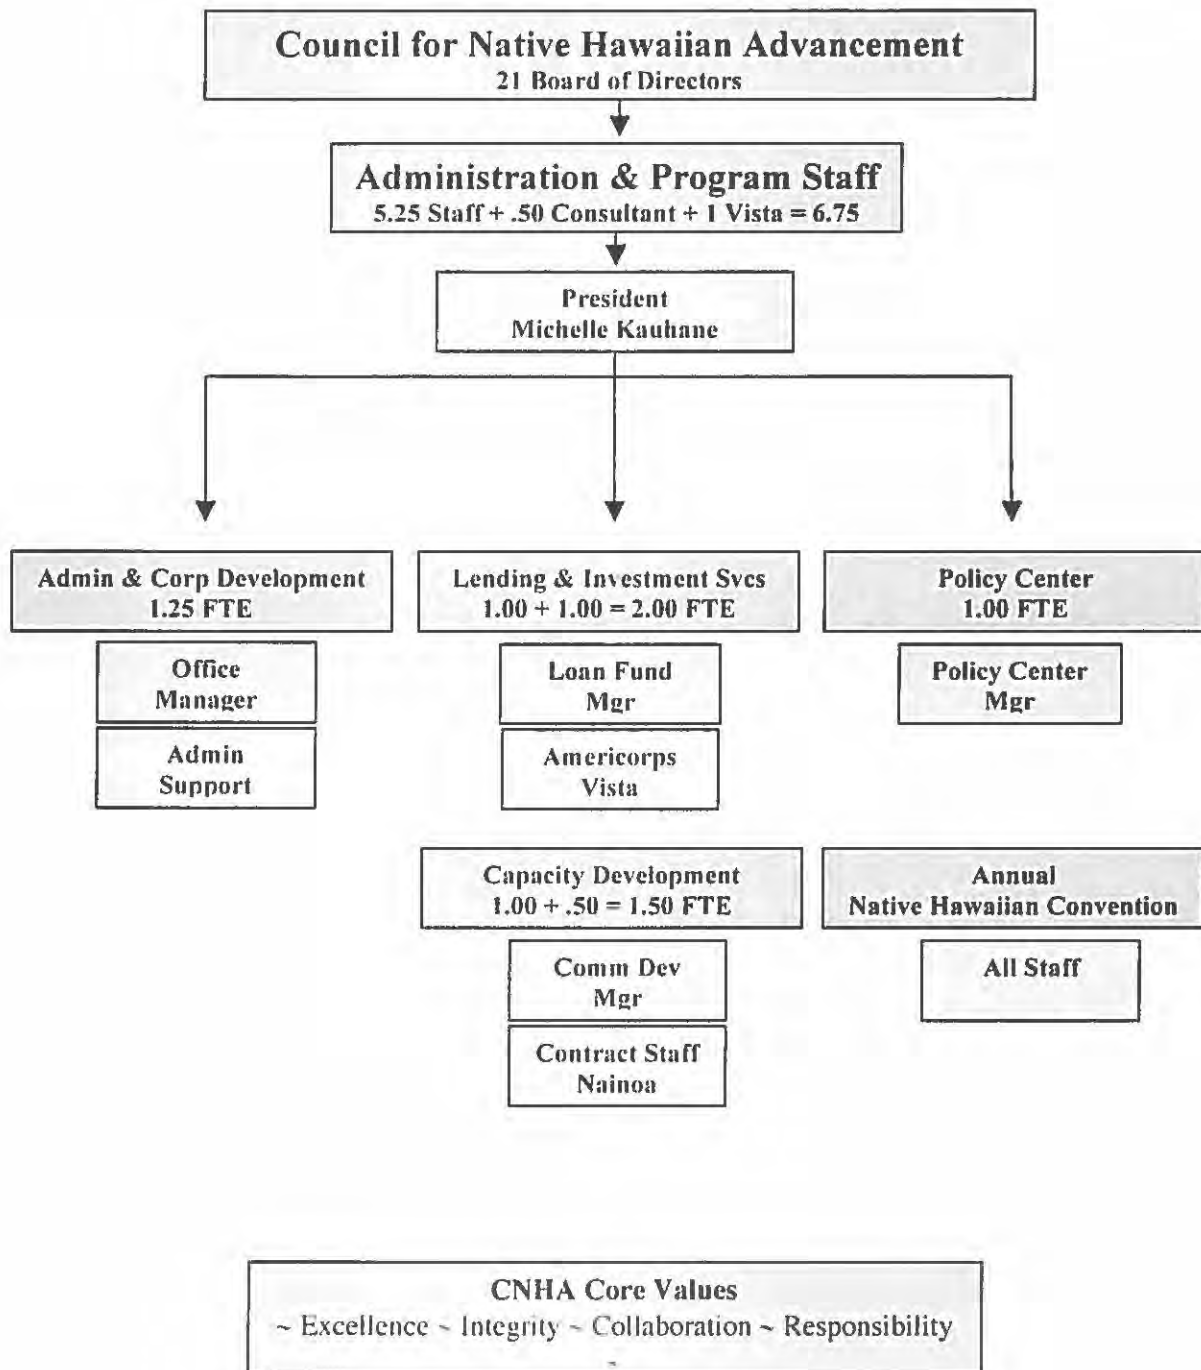 Council for Native Hawaiian Advancement
21 Board of Directors
Administration & Program Staff
5.25 Staff + .50 Consultant + 1 Vista = 6.75
President
Michelle Kauhane
Admin & Corp Development
1.25 FTE
Office
Manager
Admin
Support
Lending & Investment Svcs
1.00 + 1.00 = 2.00 FTE
Loan Fund
Mgr
Americorps
Vista
Policy Center
1.00 FTE
Policy Center
Mgr
Capacity Development
1.00 + .50 = 1.50 FTE
Comm Dev
Mgr
Contract Staff
Nainoa
Annual
Native Hawaiian Convention
All Staff
CNHA Core Values
~ Excellence ~ Integrity ~ Collaboration ~ Responsibility
~